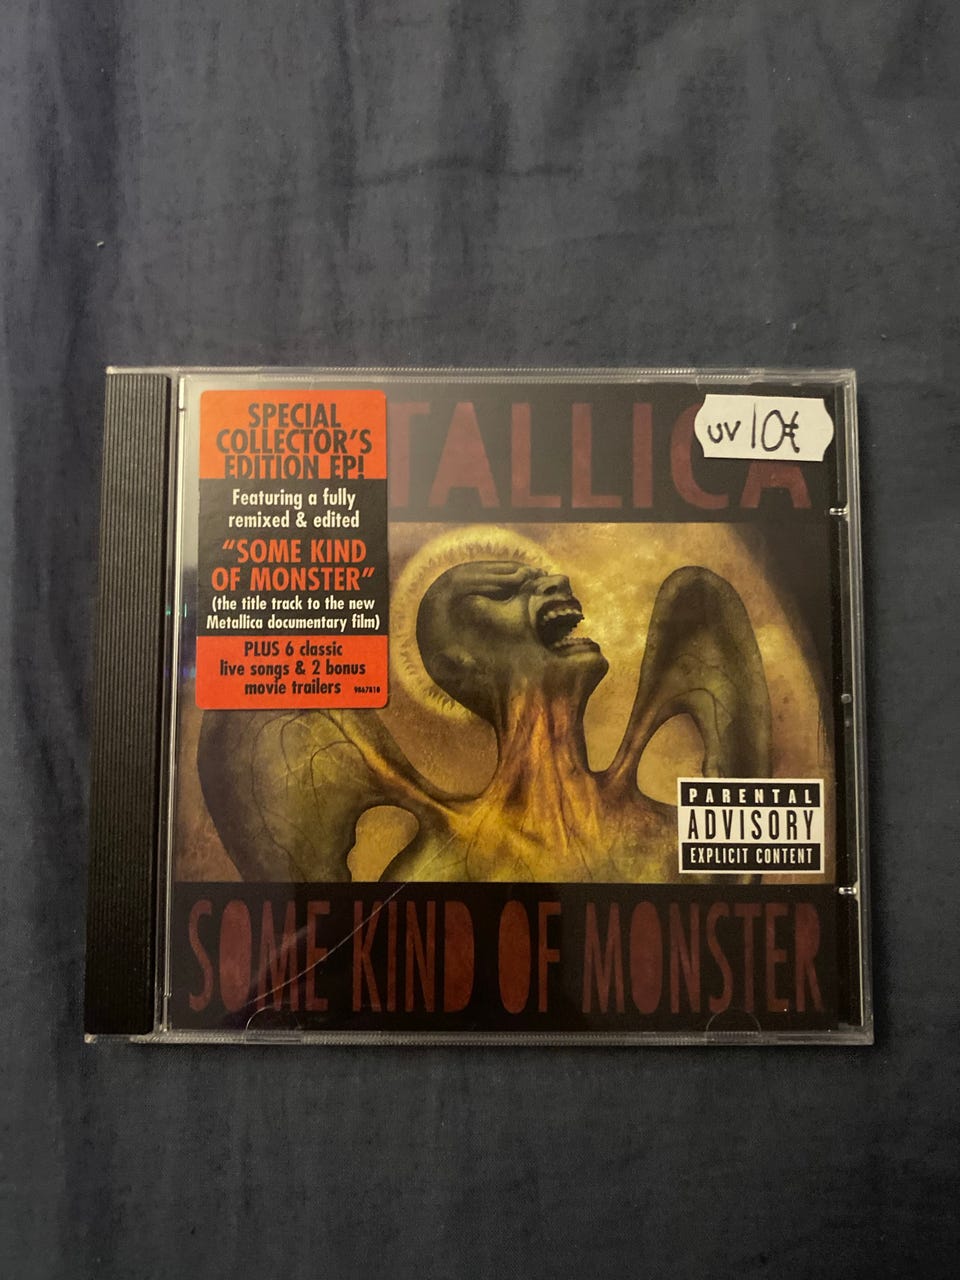 SPECIAL
COLLECTOR'S
EDITION EP!
Featuring a fully
remixed & edited
"SOME KIND
OF MONSTER"
(the title track to the new
Metallica documentary film)
PLUS 6 classic
live songs & 2 bonus
movie trailers 9867810
TALLICA
UV 10€
PARENTAL
ADVISORY
EXPLICIT CONTENT
SOME KIND OF MONSTER